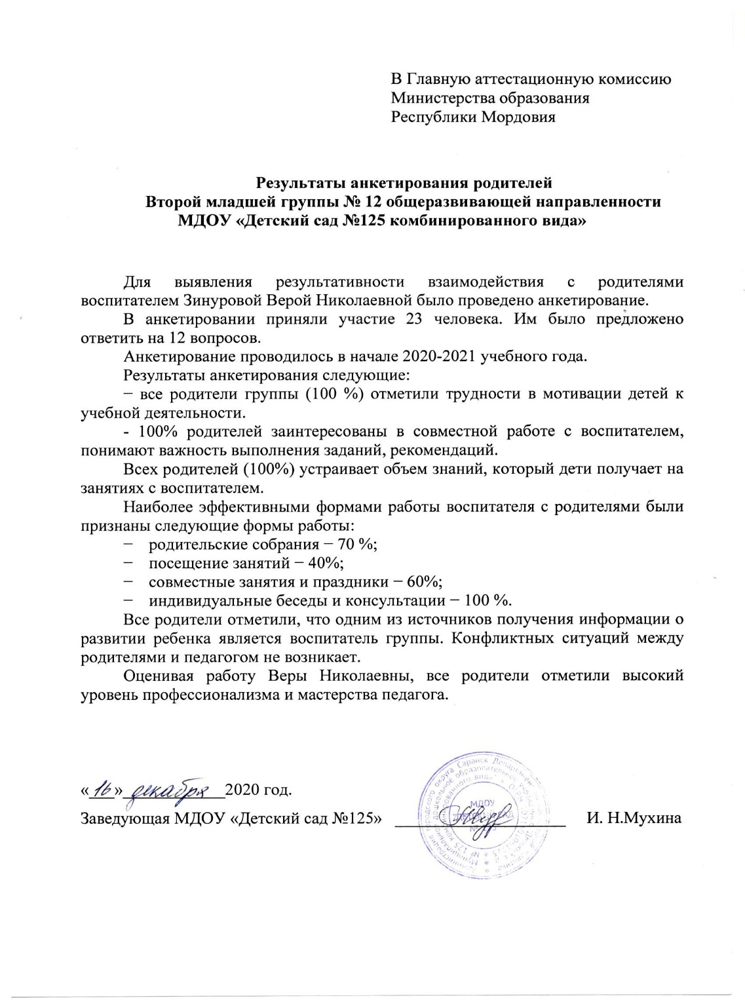 В Главную аттестационную комиссию
Министерства образования
Республики Мордовия
Результаты анкетирования родителей
Второй младшей группы № 12 общеразвивающей направленности
МДОУ «Детский сад №125 комбинированного вида»
Для выявления результативности взаимодействия с родителями
воспитателем Зинуровой Верой Николаевной было проведено анкетирование.
В анкетировании приняли участие 23 человека. Им было предложено
ответить на 12 вопросов.
Анкетирование проводилось в начале 2020-2021 учебного года.
Результаты анкетирования следующие:
− все родители группы (100 %) отметили трудности в мотивации детей к
учебной деятельности.
- 100% родителей заинтересованы в совместной работе с воспитателем,
понимают важность выполнения заданий, рекомендаций.
Всех родителей (100%) устраивает объем знаний, который дети получает на
занятиях с воспитателем.
Наиболее эффективными формами работы воспитателя с родителями были
признаны следующие формы работы:
− родительские собрания − 70 %;
− посещение занятий − 40%;
− совместные занятия и праздники − 60%;
− индивидуальные беседы и консультации − 100 %.
Все родители отметили, что одним из источников получения информации о
развитии ребенка является воспитатель группы. Конфликтных ситуаций между
родителями и педагогом не возникает.
Оценивая работу Веры Николаевны, все родители отметили высокий
уровень профессионализма и мастерства педагога.
«16» декабря 2020 год.
Заведующая МДОУ «Детский сад №125» И. Н.Мухина
городского округа Саранск Департамент
дошкольное образовательное
МДОУ
№ 125